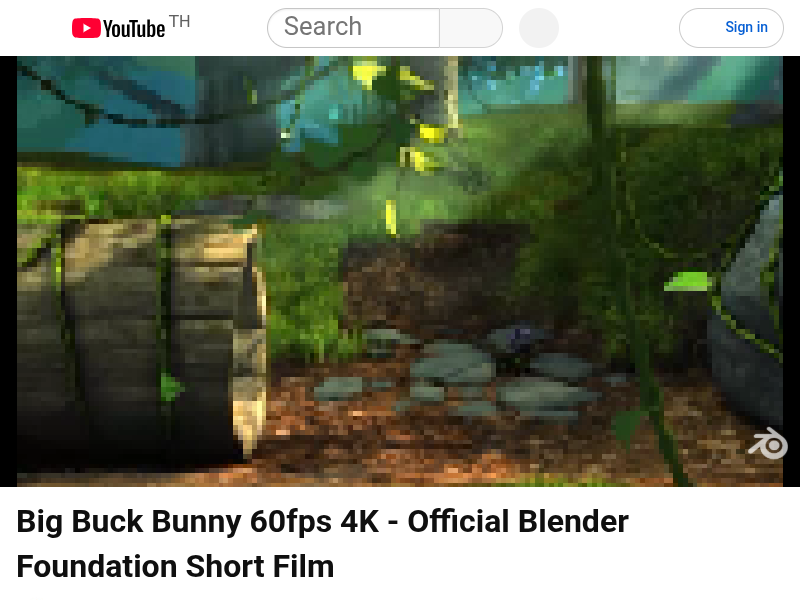 YouTube TH
Search
Sign in
Big Buck Bunny 60fps 4K - Official Blender
Foundation Short Film